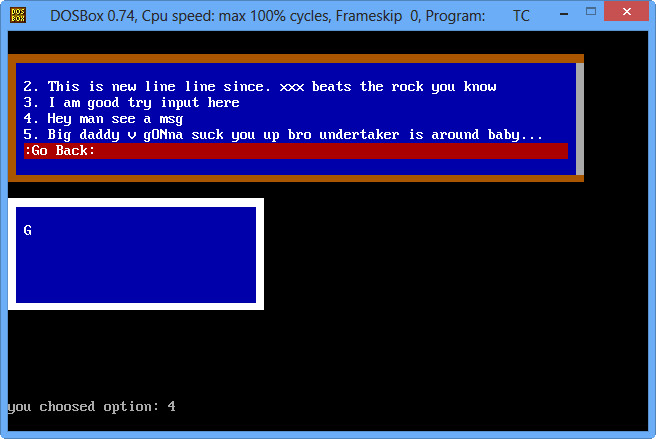 DOS
BOX
DOSBox 0.74, Cpu speed: max 100% cycles, Frameskip 0, Program: TC
2. This is new line line since. xxx beats the rock you know
3. I am good try input here
4. Hey man see a msg
5. Big daddy v gONna suck you up bro undertaker is around baby...
:Go Back:
G
you choosed option: 4